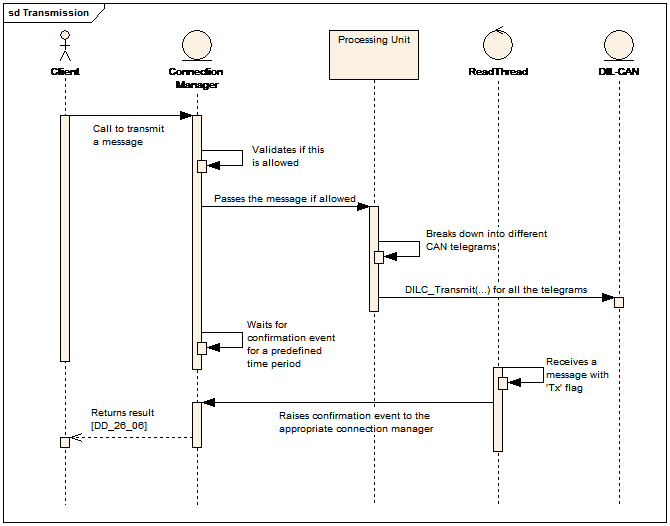 sd Transmission
Client
Connection
Manager
Processing Unit
ReadThread
DIL-CAN
Call to transmit
a message
Validates if this
is allowed
Passes the message if allowed
Breaks down into different
CAN telegrams
DILC_Transmit(...) for all the telegrams
Waits for
confirmation event
for a predefined
time period
Receives a
message with
'Tx' flag
Raises confirmation event to the
appropriate connection manager
Returns result
[DD_26_06]